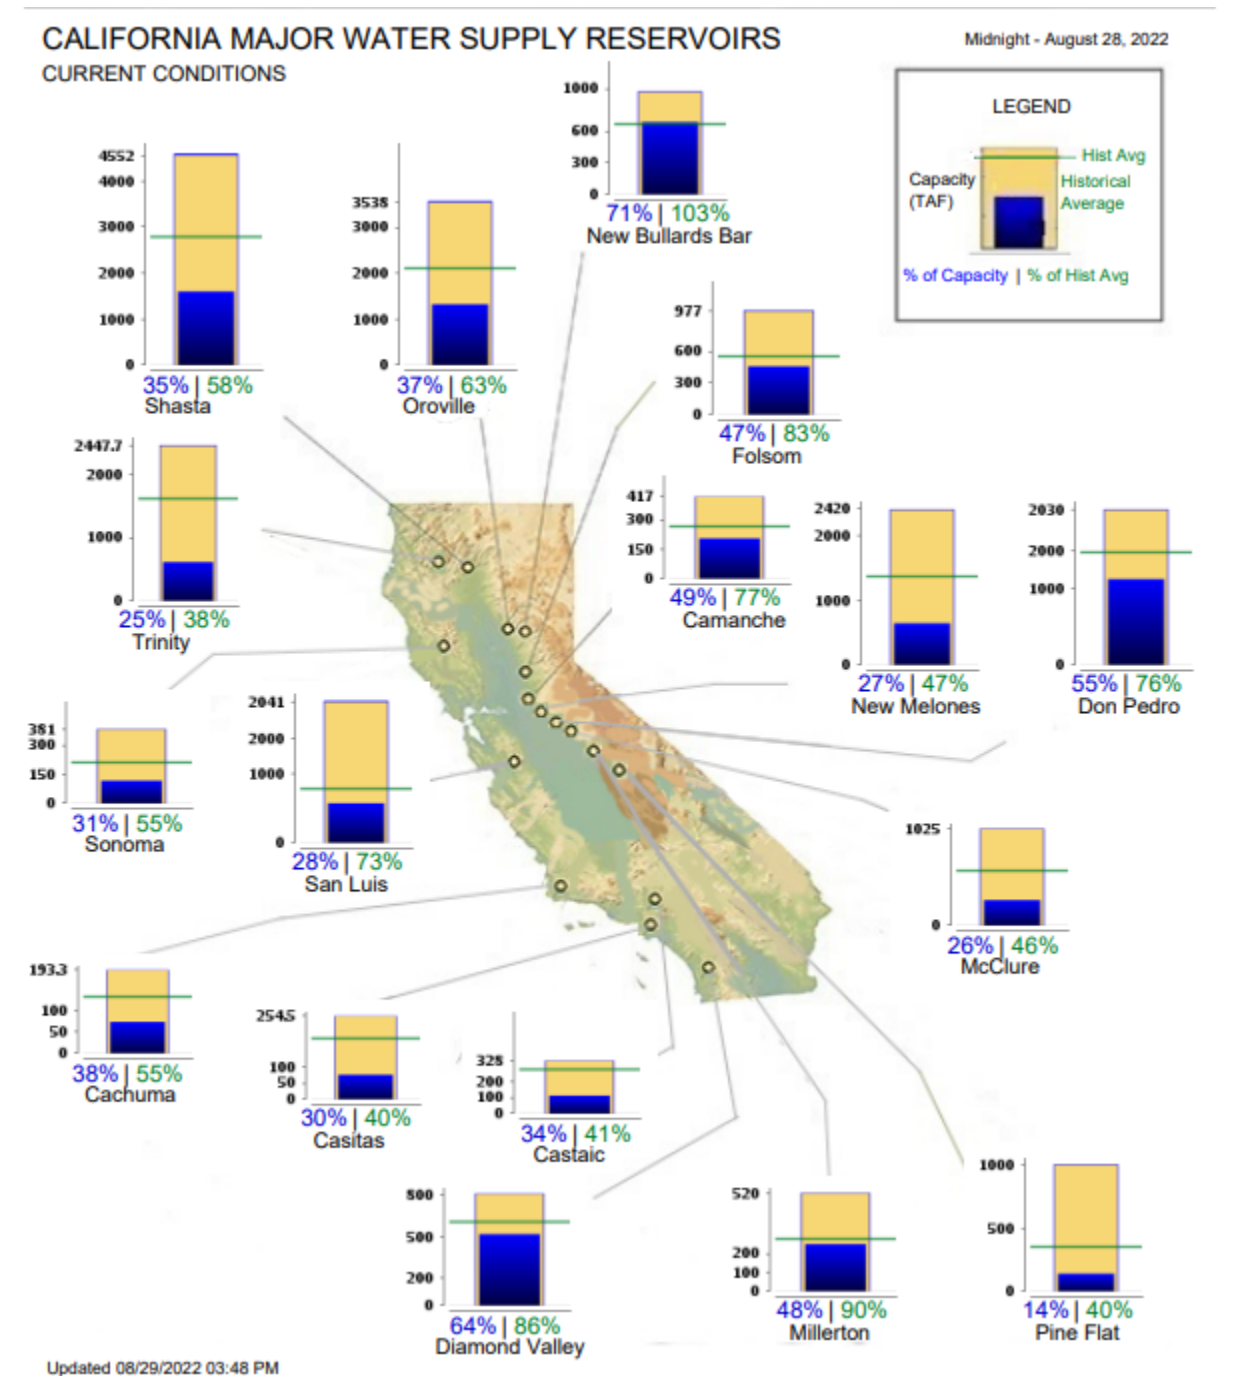 CALIFORNIA MAJOR WATER SUPPLY RESERVOIRS
CURRENT CONDITIONS
Midnight - August 28, 2022
LEGEND
Hist Avg
Capacity
(TAF)
Historical
Average
% of Capacity | % of Hist Avg
1000
600
300
0
71% | 103%
New Bullards Bar
4552
4000
3000
2000
1000
0
35% | 58%
Shasta
3538
3000
2000
1000
0
37% | 63%
Oroville
977
600
300
0
47% | 83%
Folsom
2447.7
2000
1000
0
25% | 38%
Trinity
417
300
150
0
49% | 77%
Camanche
2420
2000
1000
0
27% | 47%
New Melones
2030
2000
1000
0
55% | 76%
Don Pedro
381
300
150
0
31% | 55%
Sonoma
2041
2000
1000
0
28% | 73%
San Luis
1025
0
26% | 46%
McClure
193.3
100
50
0
38% | 55%
Cachuma
254.5
100
50
0
30% | 40%
Casitas
328
200
100
0
34% | 41%
Castaic
800
500
200
0
64% | 86%
Diamond Valley
520
200
100
0
48% | 90%
Millerton
1000
500
0
14% | 40%
Pine Flat
Updated 08/29/2022 03:48 PM